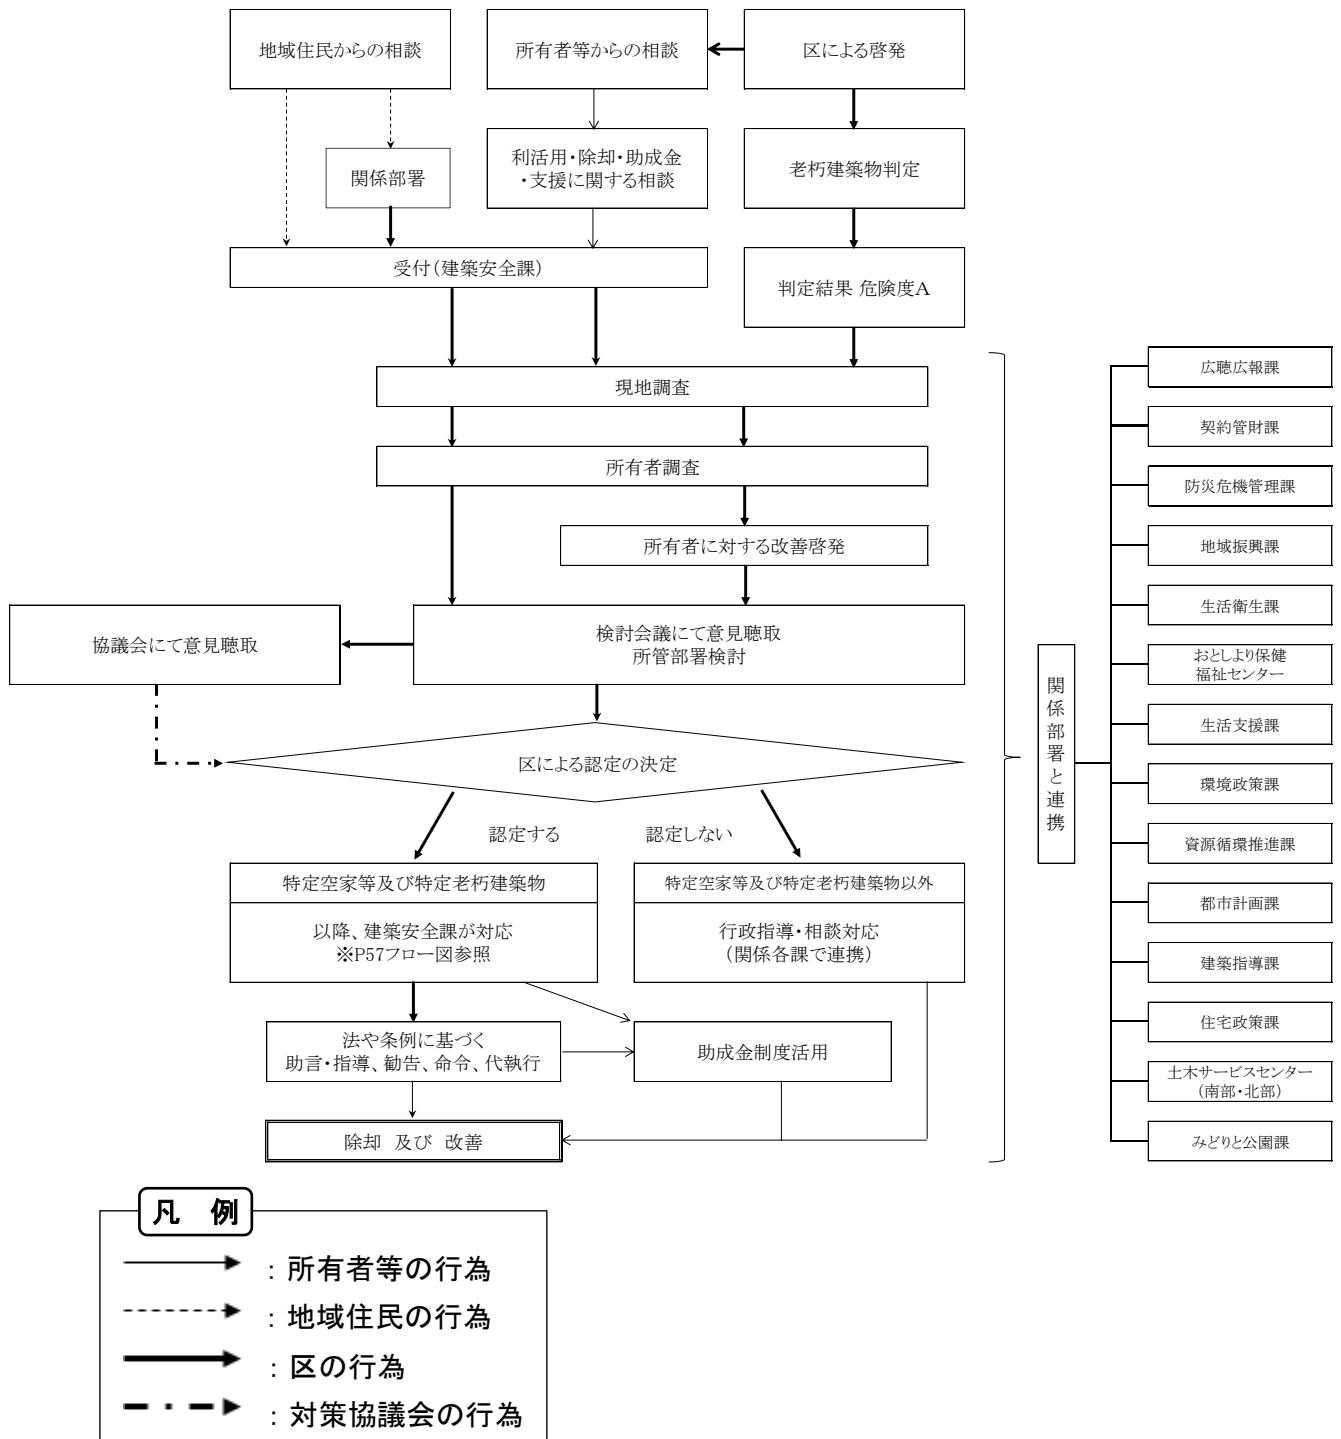 地域住民からの相談
所有者等からの相談
区による啓発
関係部署
利活用・除却・助成金
・支援に関する相談
老朽建築物判定
受付(建築安全課)
判定結果 危険度A
現地調査
所有者調査
所有者に対する改善啓発
協議会にて意見聴取
検討会議にて意見聴取
所管部署検討
区による認定の決定
認定する
認定しない
特定空家等及び特定老朽建築物
以降、建築安全課が対応
※P57フロー図参照
特定空家等及び特定老朽建築物以外
行政指導・相談対応
(関係各課で連携)
法や条例に基づく
助言・指導、勧告、命令、代執行
助成金制度活用
除却 及び 改善
関係部署と連携
広聴広報課
契約管財課
防災危機管理課
地域振興課
生活衛生課
おとしより保健
福祉センター
生活支援課
環境政策課
資源循環推進課
都市計画課
建築指導課
住宅政策課
土木サービスセンター
(南部・北部)
みどりと公園課
凡 例
:所有者等の行為
:地域住民の行為
:区の行為
:対策協議会の行為